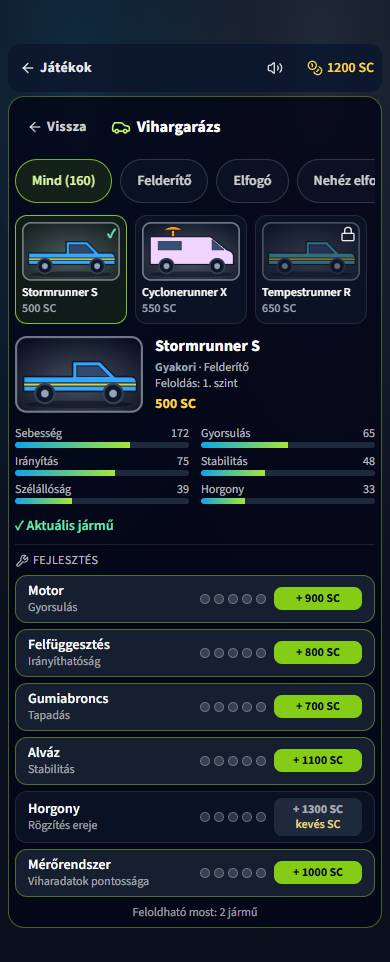 Játékok
1200 SC
Vissza
Vihargarázs
Mind (160)
Felderítő
Elfogó
Nehéz elfo
Stormrunner S
500 SC
Cyclonerunner X
550 SC
Tempestrunner R
650 SC
Stormrunner S
Gyakori · Felderítő
Feloldás: 1. szint
500 SC
Sebesség 172
Gyorsulás 65
Irányítás 75
Stabilitás 48
Szélállóság 39
Horgony 33
✓ Aktuális jármű
FEJLESZTÉS
Motor
Gyorsulás
+ 900 SC
Felfüggesztés
Irányíthatóság
+ 800 SC
Gumiabroncs
Tapadás
+ 700 SC
Alváz
Stabilitás
+ 1100 SC
Horgony
Rögzítés ereje
+ 1300 SC
kevés SC
Mérőrendszer
Viharadatok pontossága
+ 1000 SC
Feloldható most: 2 jármű